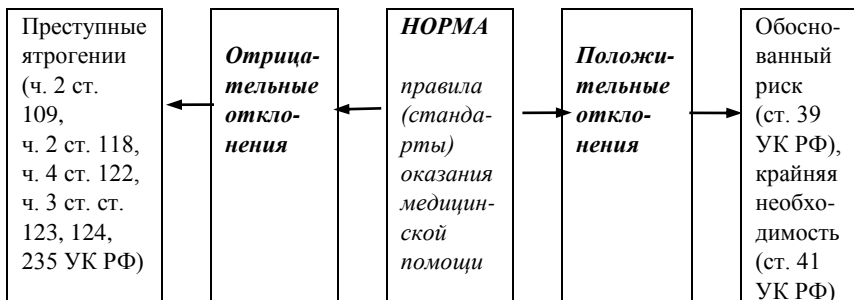 Преступные
ятрогении
(ч. 2 ст.
109,
ч. 2 ст. 118,
ч. 4 ст. 122,
ч. 3 ст. ст.
123, 124,
235 УК РФ)
Отрица-
тельные
откло-
нения
НОРМА
правила
(станда-
рты)
оказания
медицин-
ской
помощи
Положи-
тельные
откло-
нения
Обосно-
ванный
риск
(ст. 39
УК РФ),
крайняя
необхо-
димость
(ст. 41
УК РФ)